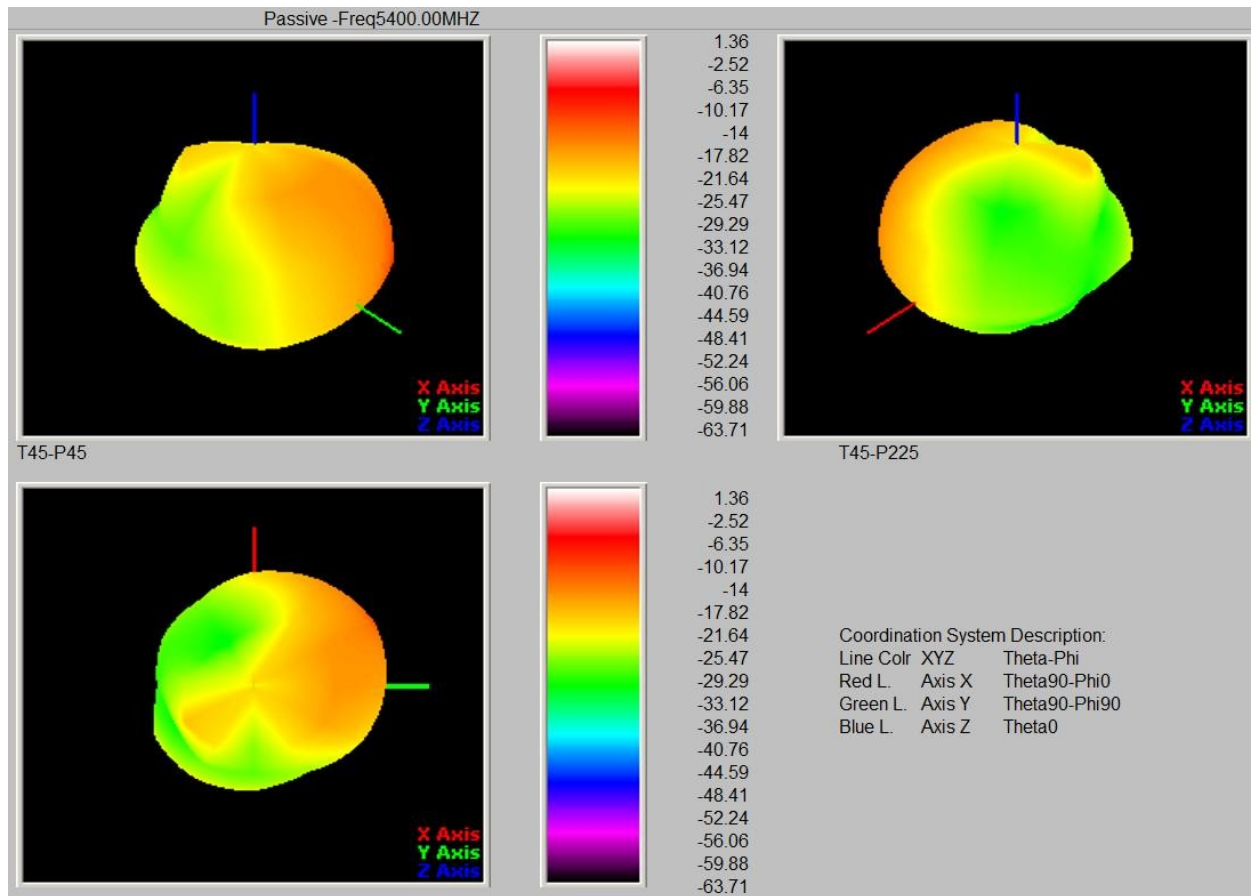 Passive -Freq5400.00MHZ
1.36
-2.52
-6.35
-10.17
-14
-17.82
-21.64
-25.47
-29.29
-33.12
-36.94
-40.76
-44.59
-48.41
-52.24
-56.06
-59.88
-63.71
X Axis
Y Axis
Z Axis
X Axis
Y Axis
Z Axis
T45-P45
T45-P225
1.36
-2.52
-6.35
-10.17
-14
-17.82
-21.64
-25.47
-29.29
-33.12
-36.94
-40.76
-44.59
-48.41
-52.24
-56.06
-59.88
-63.71
X Axis
Y Axis
Z Axis
Coordination System Description:
Line Colr XYZ Theta-Phi
Red L. Axis X Theta90-Phi0
Green L. Axis Y Theta90-Phi90
Blue L. Axis Z Theta0